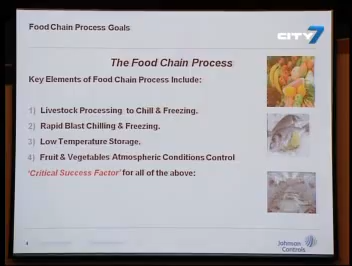 Food Chain Process Goals
CITY7
The Food Chain Process
Key Elements of Food Chain Process Include:
1) Livestock Processing to Chill & Freezing.
2) Rapid Blast Chilling & Freezing.
3) Low Temperature Storage.
4) Fruit & Vegetables Atmospheric Conditions Control
'Critical Success Factor' for all of the above:
Johnson
Controls